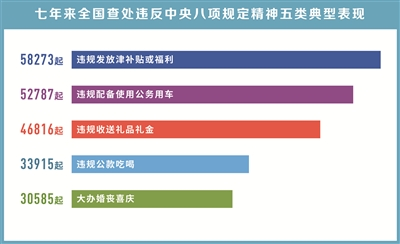 七年来全国查处违反中央八项规定精神五类典型表现
58273起 违规发放津补贴或福利
52787起 违规配备使用公务用车
46816起 违规收送礼品礼金
33915起 违规公款吃喝
30585起 大办婚丧喜庆